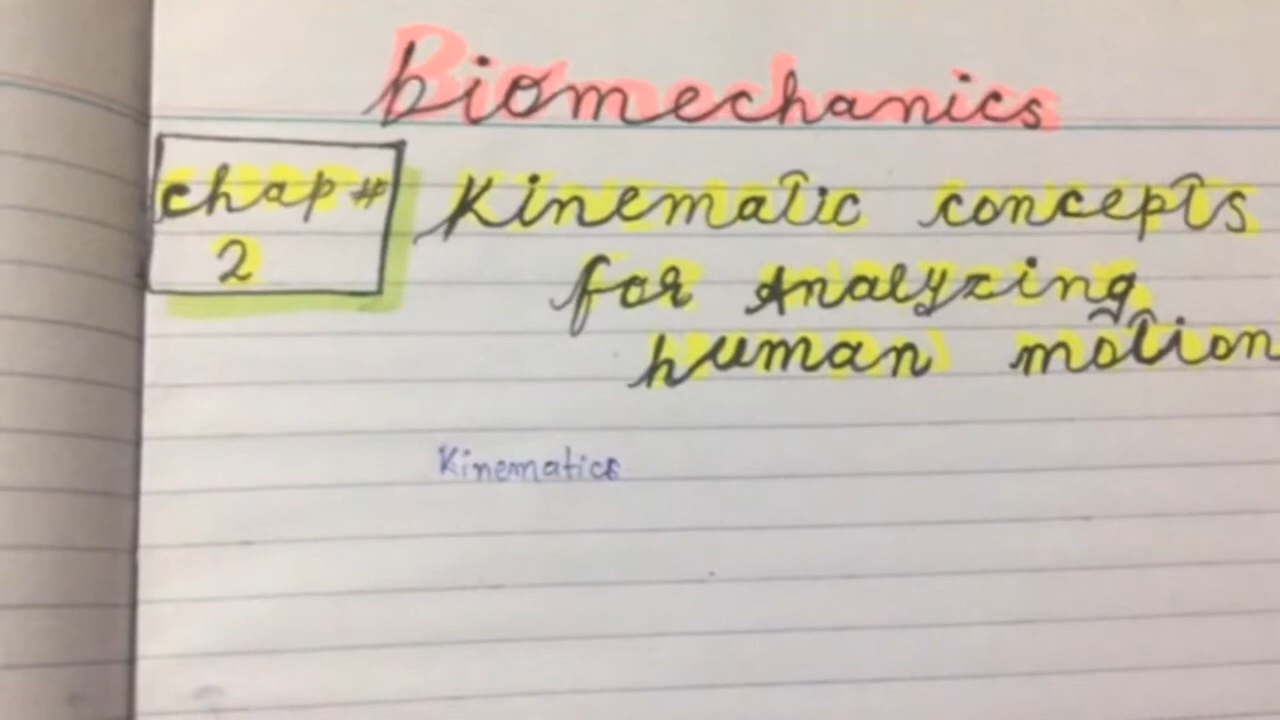 Biomechanics
chap #
2
Kinematic concepts
for Analyzing
human motion
Kinematics